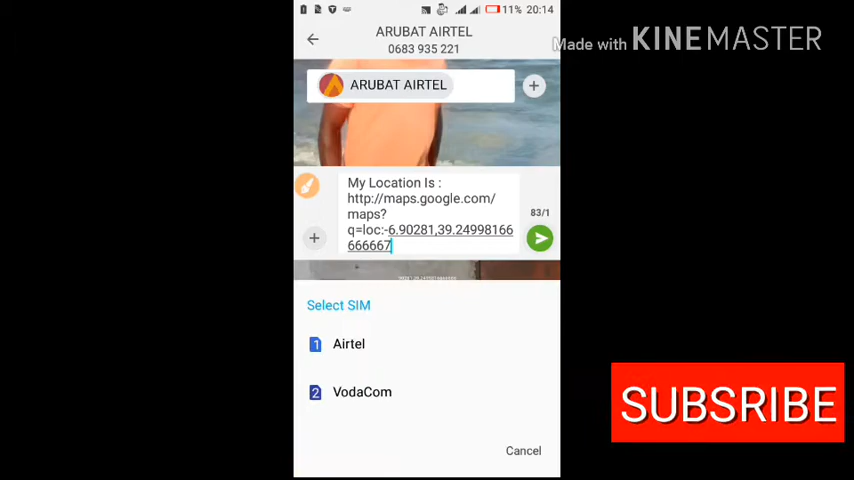 11% 20:14
ARUBAT AIRTEL
0683 935 221
Made with KINEMASTER
ARUBAT AIRTEL
My Location Is :
http://maps.google.com/
maps?
q=loc:-6.90281,39.24998166
666667
83/1
Select SIM
1 Airtel
2 VodaCom
Cancel
SUBSRIBE